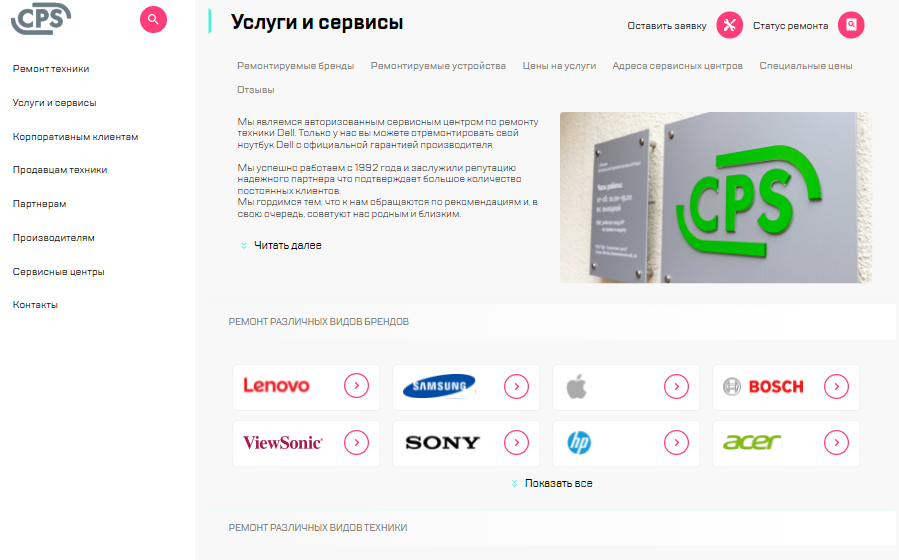 CPS
Ремонт техники
Услуги и сервисы
Корпоративным клиентам
Продавцам техники
Партнерам
Производителям
Сервисные центры
Контакты
Услуги и сервисы
Оставить заявку
Статус ремонта
Ремонтируемые бренды Ремонтируемые устройства Цены на услуги Адреса сервисных центров Специальные цены
Отзывы
Мы являемся авторизованным сервисным центром по ремонту
техники Dell. Только у нас вы можете отремонтировать свой
ноутбук Dell с официальной гарантией производителя.
Мы успешно работаем с 1992 года и заслужили репутацию
надежного партнера что подтверждает большое количество
постоянных клиентов.
Мы гордимся тем, что к нам обращаются по рекомендациям и, в
свою очередь, советуют нас родным и близким.
Читать далее
Часы работы:
CPS
РЕМОНТ РАЗЛИЧНЫХ ВИДОВ БРЕНДОВ
Lenovo
SAMSUNG
BOSCH
ViewSonic
SONY
hp
acer
Показать все
РЕМОНТ РАЗЛИЧНЫХ ВИДОВ ТЕХНИКИ